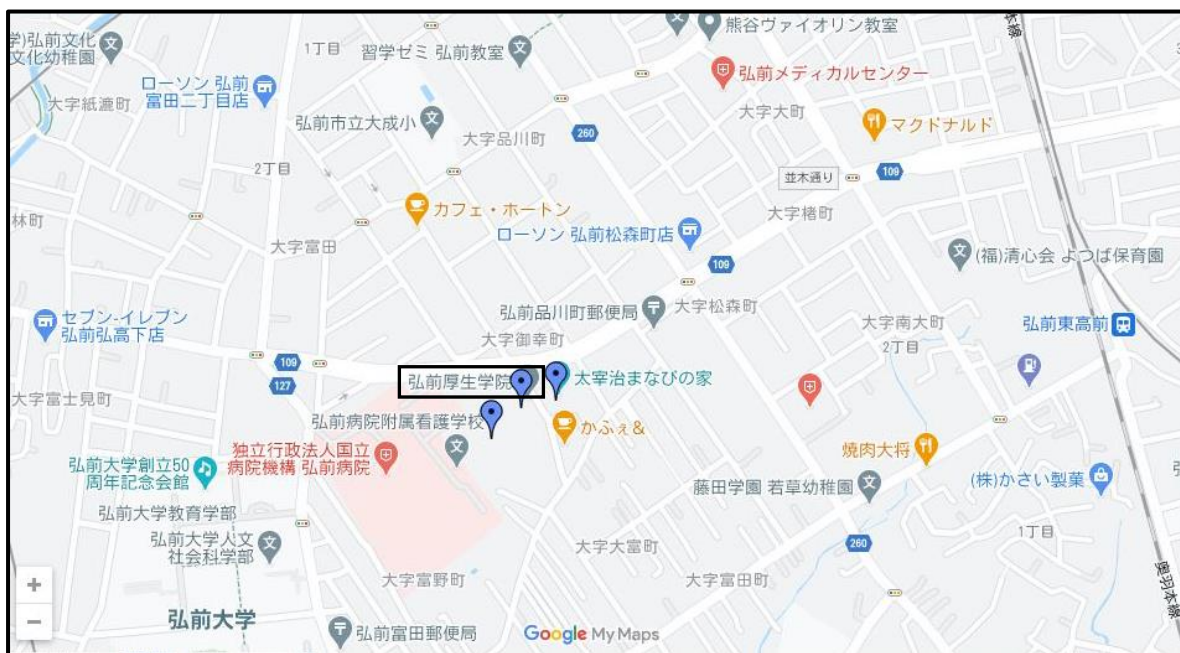 学)弘前文化
文化幼稚園
1丁目
習学ゼミ 弘前教室
熊谷ヴァイオリン教室
本線
ローソン 弘前
富田二丁目店
大字紙漉町
弘前メディカルセンター
弘前市立大成小
大字品川町
260
大字大町
マクドナルド
2丁目
並木通り
109
林町
カフェ・ホートン
大字楮町
大字富田
ローソン 弘前松森町店
109
(福)清心会 よつば保育園
セブン-イレブン
弘前弘高下店
弘前品川町郵便局
大字松森町
大字南大町
2丁目
弘前東高前
大字御幸町
109
127
弘前厚生学院
太宰治まなびの家
大字富士見町
弘前病院附属看護学校
かふぇ&
独立行政法人国立
病院機構 弘前病院
焼肉大将
弘前大学創立50
周年記念会館
藤田学園 若草幼稚園
(株)かさい製菓
弘前大学教育学部
1丁目
弘前大学人文
社会科学部
大字大富町
260
大字富野町
大字富田町
奥羽本線
+
−
弘前大学
弘前富田郵便局
Google My Maps